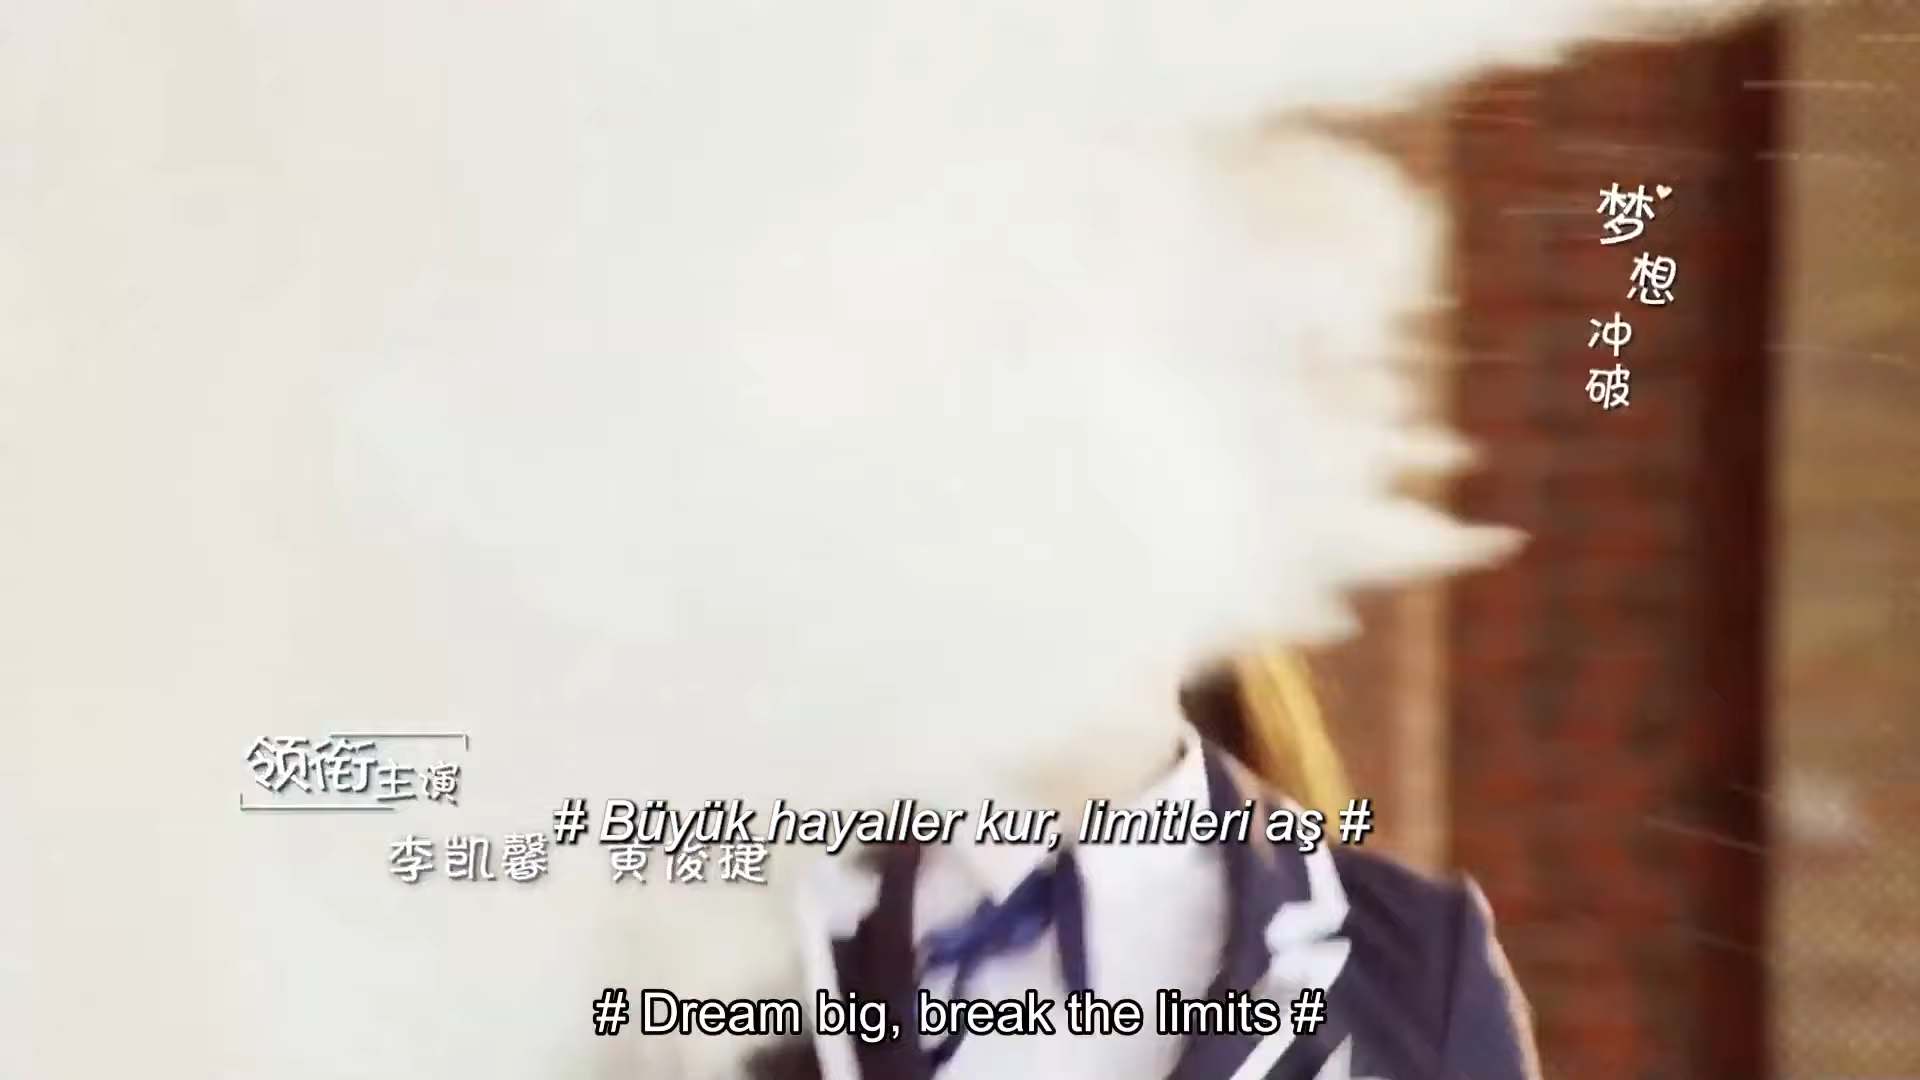 梦想冲破
领衔主演
# Büyük hayaller kur, limitleri aş #
李凯馨 黄俊捷
# Dream big, break the limits #